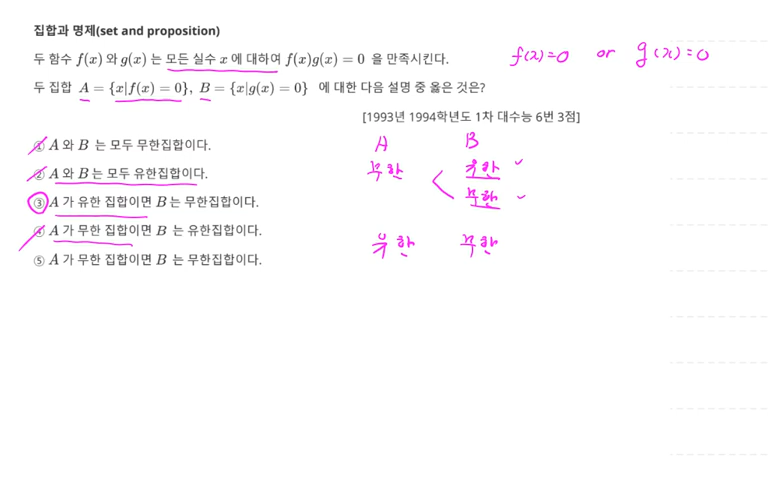 집합과 명제(set and proposition)
두 함수 f(x) 와 g(x) 는 모든 실수 x 에 대하여 f(x)g(x) = 0 을 만족시킨다.
f(x)=0 or g(x)=0
두 집합 A = {x|f(x) = 0}, B = {x|g(x) = 0} 에 대한 다음 설명 중 옳은 것은?
[1993년 1994학년도 1차 대수능 6번 3점]
① A 와 B 는 모두 무한집합이다.
② A 와 B는 모두 유한집합이다.
③ A 가 유한 집합이면 B는 무한집합이다.
④ A 가 무한 집합이면 B 는 유한집합이다.
⑤ A 가 무한 집합이면 B 는 무한집합이다.
A B
무한 유한
무한
유한 무한